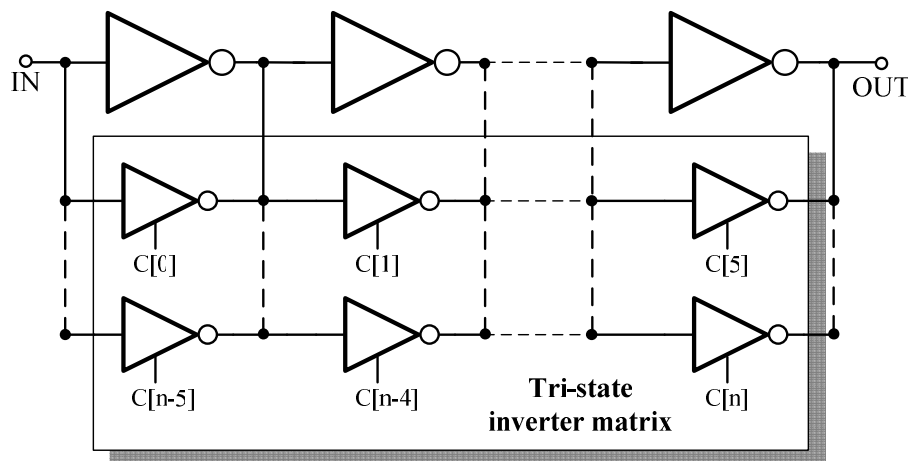 IN
OUT
C[0]
C[1]
C[5]
C[n-5]
C[n-4]
C[n]
Tri-state
inverter matrix